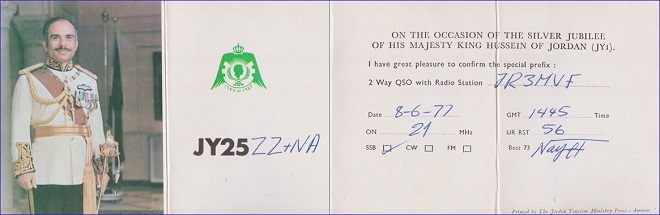 JY25 ZZ+NA
ON THE OCCASION OF THE SILVER JUBILEE
OF HIS MAJESTY KING HUSSEIN OF JORDAN (JY1).
I have great pleasure to confirm the special prefix :
2 Way QSO with Radio Station JR3MVF
Date 8-6-77 GMT 1445 Time
ON 21 MHz UR RST 56
SSB CW FM Best 73
Printed by The Jordan Tourism Ministry Press - Amman